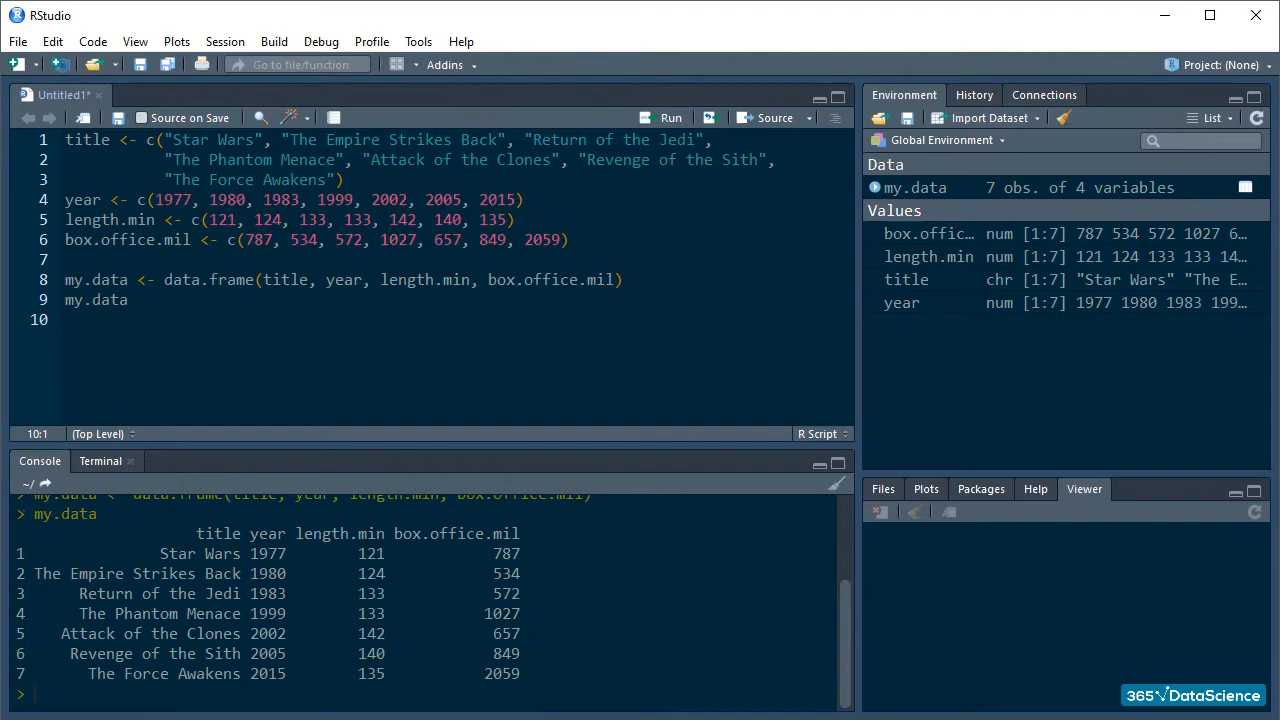 RStudio
File Edit Code View Plots Session Build Debug Profile Tools Help
Go to file/function Addins Project: (None)
Untitled1*
Source on Save Run Source
1 title <- c("Star Wars", "The Empire Strikes Back", "Return of the Jedi",
2 "The Phantom Menace", "Attack of the Clones", "Revenge of the Sith",
3 "The Force Awakens")
4 year <- c(1977, 1980, 1983, 1999, 2002, 2005, 2015)
5 length.min <- c(121, 124, 133, 133, 142, 140, 135)
6 box.office.mil <- c(787, 534, 572, 1027, 657, 849, 2059)
7
8 my.data <- data.frame(title, year, length.min, box.office.mil)
9 my.data
10
10:1 (Top Level) R Script
Console Terminal
~/
> my.data <- data.frame(title, year, length.min, box.office.mil)
> my.data
title year length.min box.office.mil
1 Star Wars 1977 121 787
2 The Empire Strikes Back 1980 124 534
3 Return of the Jedi 1983 133 572
4 The Phantom Menace 1999 133 1027
5 Attack of the Clones 2002 142 657
6 Revenge of the Sith 2005 140 849
7 The Force Awakens 2015 135 2059
>
Environment History Connections
Import Dataset List
Global Environment
Data
my.data 7 obs. of 4 variables
Values
box.offic… num [1:7] 787 534 572 1027 6…
length.min num [1:7] 121 124 133 133 14…
title chr [1:7] "Star Wars" "The E…
year num [1:7] 1977 1980 1983 199…
Files Plots Packages Help Viewer
365 DataScience